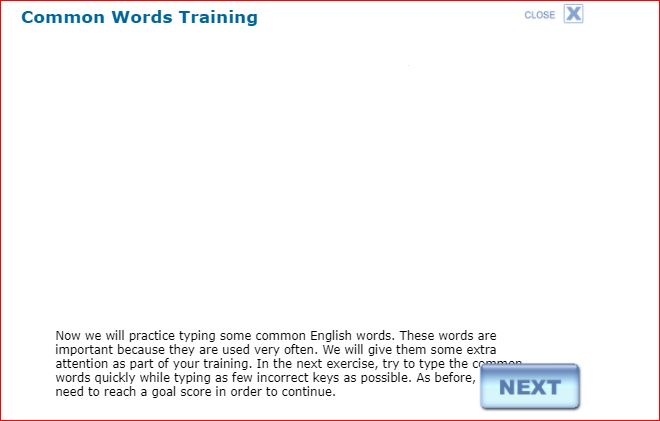 Common Words Training
CLOSE X
Now we will practice typing some common English words. These words are
important because they are used very often. We will give them some extra
attention as part of your training. In the next exercise, try to type the common
words quickly while typing as few incorrect keys as possible. As before,
need to reach a goal score in order to continue.
NEXT